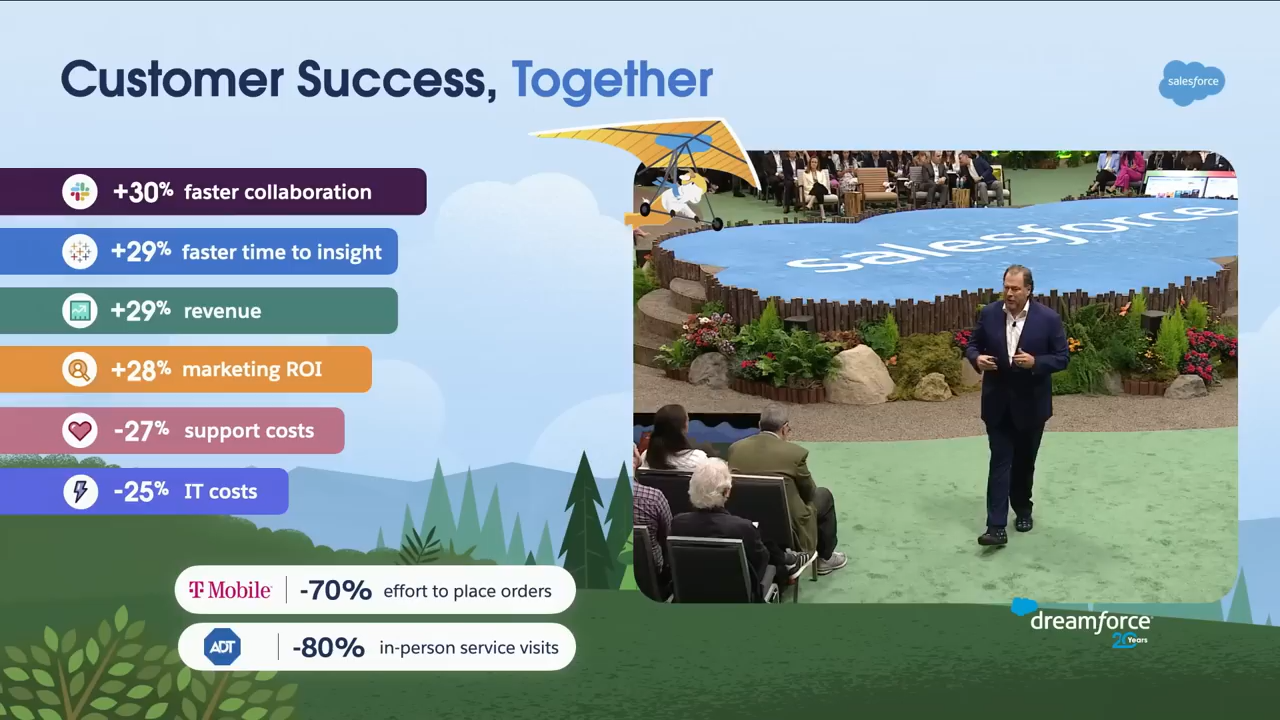 Customer Success, Together
salesforce
+30% faster collaboration
+29% faster time to insight
+29% revenue
+28% marketing ROI
-27% support costs
-25% IT costs
T Mobile -70% effort to place orders
ADT -80% in-person service visits
salesforce
dreamforce
20 Years